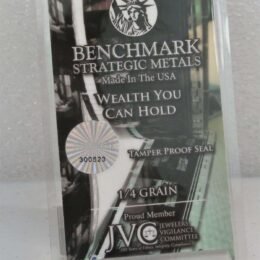 BENCHMARK
STRATEGIC METALS
Made In The USA
WEALTH YOU
CAN HOLD
300523
TAMPER PROOF SEAL
1/4 GRAIN
Proud Member
JVC
JEWELERS
VIGILANCE
COMMITTEE